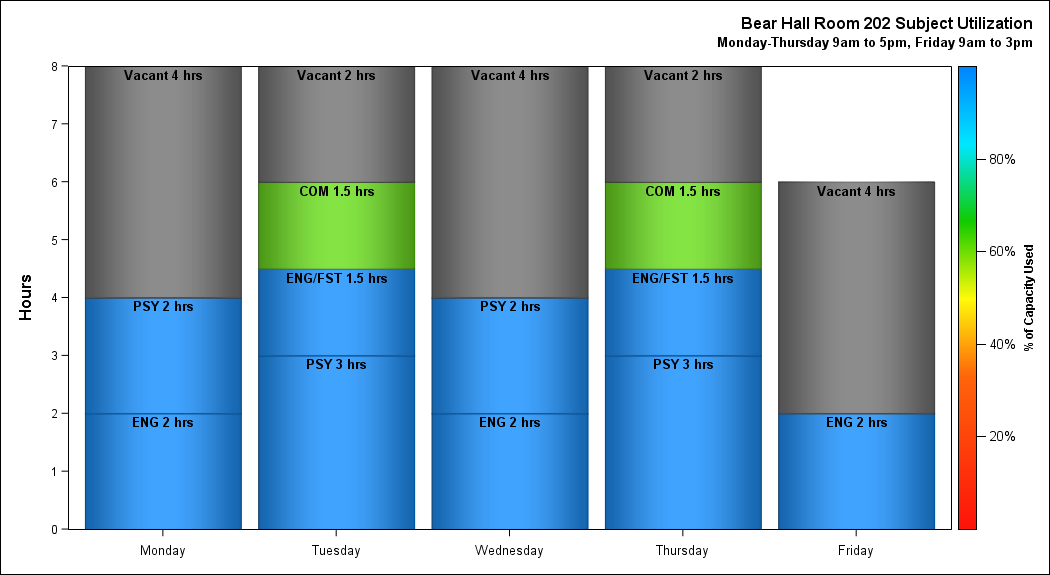 Bear Hall Room 202 Subject Utilization
Monday-Thursday 9am to 5pm, Friday 9am to 3pm
8
7
6
5
4
3
2
1
0
Hours
Vacant 4 hrs
PSY 2 hrs
ENG 2 hrs
Vacant 2 hrs
COM 1.5 hrs
ENG/FST 1.5 hrs
PSY 3 hrs
Vacant 4 hrs
PSY 2 hrs
ENG 2 hrs
Vacant 2 hrs
COM 1.5 hrs
ENG/FST 1.5 hrs
PSY 3 hrs
Vacant 4 hrs
ENG 2 hrs
Monday
Tuesday
Wednesday
Thursday
Friday
80%
60%
40%
20%
% of Capacity Used